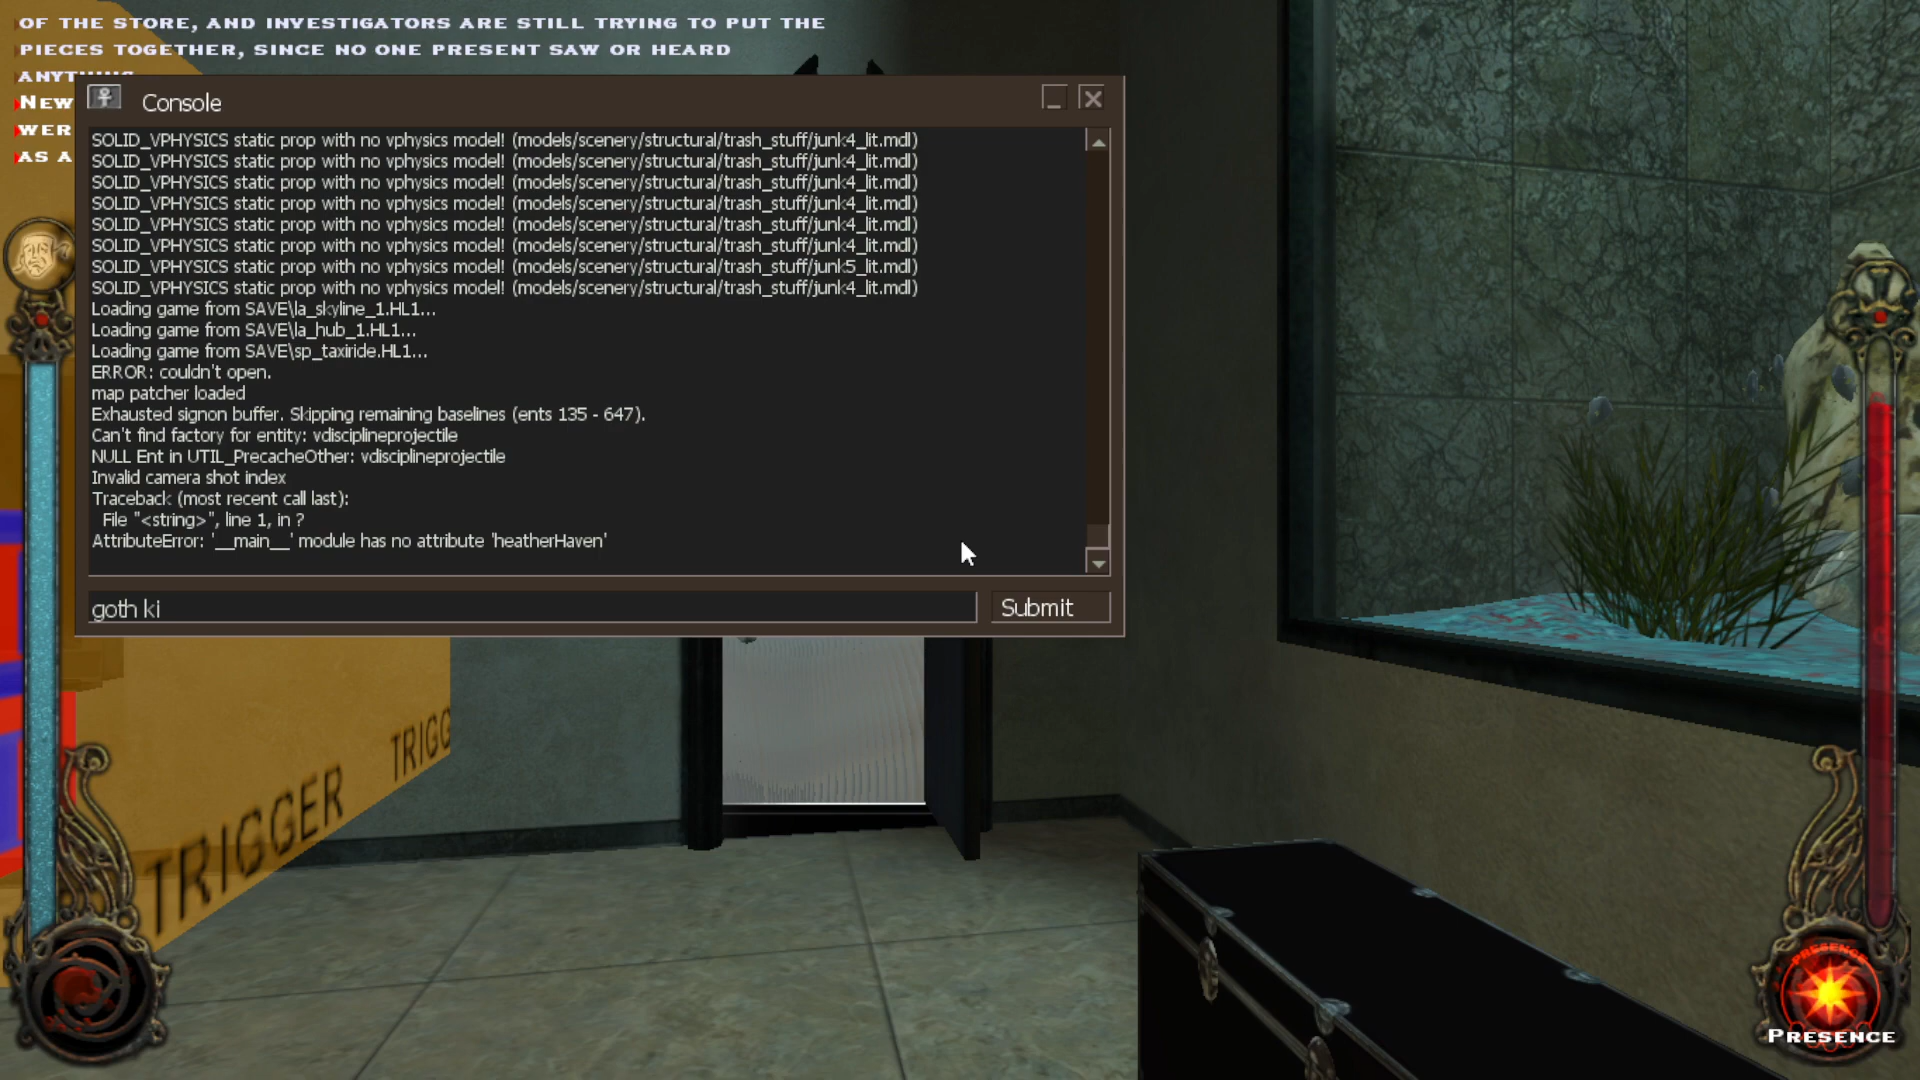 OF THE STORE, AND INVESTIGATORS ARE STILL TRYING TO PUT THE
PIECES TOGETHER, SINCE NO ONE PRESENT SAW OR HEARD
ANYTHING
NEW
WER
AS A
Console
SOLID_VPHYSICS static prop with no vphysics model! (models/scenery/structural/trash_stuff/junk4_lit.mdl)
SOLID_VPHYSICS static prop with no vphysics model! (models/scenery/structural/trash_stuff/junk4_lit.mdl)
SOLID_VPHYSICS static prop with no vphysics model! (models/scenery/structural/trash_stuff/junk4_lit.mdl)
SOLID_VPHYSICS static prop with no vphysics model! (models/scenery/structural/trash_stuff/junk4_lit.mdl)
SOLID_VPHYSICS static prop with no vphysics model! (models/scenery/structural/trash_stuff/junk4_lit.mdl)
SOLID_VPHYSICS static prop with no vphysics model! (models/scenery/structural/trash_stuff/junk4_lit.mdl)
SOLID_VPHYSICS static prop with no vphysics model! (models/scenery/structural/trash_stuff/junk5_lit.mdl)
SOLID_VPHYSICS static prop with no vphysics model! (models/scenery/structural/trash_stuff/junk4_lit.mdl)
Loading game from SAVE\la_skyline_1.HL1...
Loading game from SAVE\la_hub_1.HL1...
Loading game from SAVE\sp_taxiride.HL1...
ERROR: couldn't open.
map patcher loaded
Exhausted signon buffer. Skipping remaining baselines (ents 135 - 647).
Can't find factory for entity: vdisciplineprojectile
NULL Ent in UTIL_PrecacheOther: vdisciplineprojectile
Invalid camera shot index
Traceback (most recent call last):
File "<string>", line 1, in ?
AttributeError: '__main__' module has no attribute 'heatherHaven'
goth ki
Submit
TRIGGER
TRIGG
PRESENCE
PRESENCE